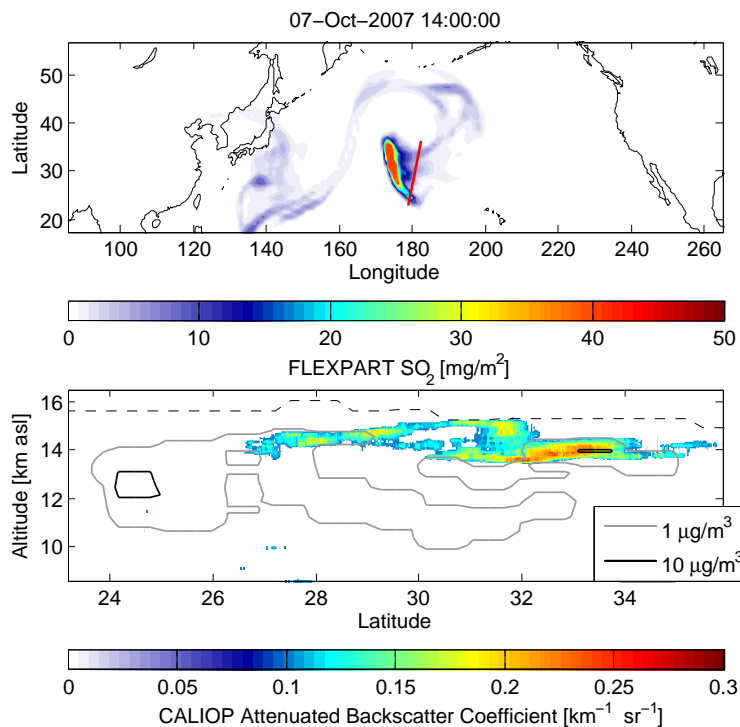 07−Oct−2007 14:00:00
Latitude
50
40
30
20
100 120 140 160 180 200 220 240 260
Longitude
0 10 20 30 40 50
FLEXPART SO2 [mg/m2]
Altitude [km asl]
16
14
12
10
1 μg/m3
10 μg/m3
24 26 28 30 32 34
Latitude
0 0.05 0.1 0.15 0.2 0.25 0.3
CALIOP Attenuated Backscatter Coefficient [km−1 sr−1]